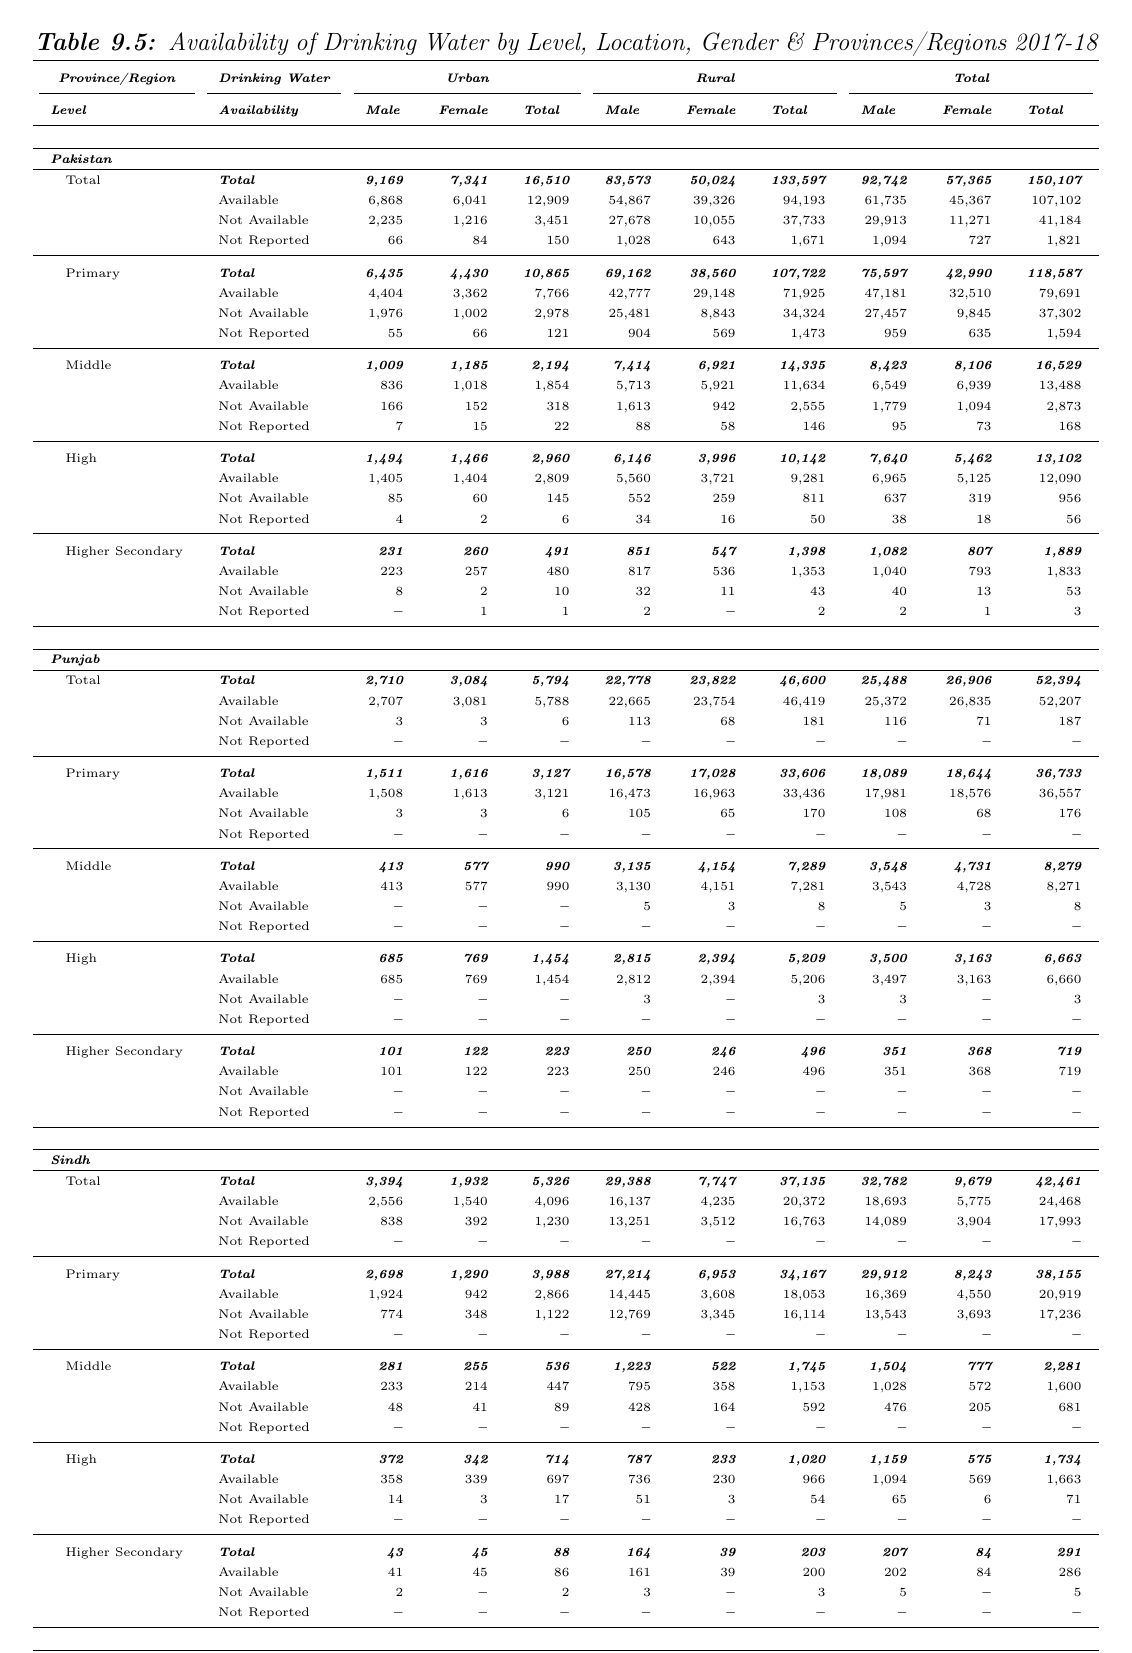 Table 9.5: Availability of Drinking Water by Level, Location, Gender & Provinces/Regions 2017-18
Province/Region Drinking Water Urban Rural Total
Level Availability Male Female Total Male Female Total Male Female Total
Pakistan
Total Total 9,169 7,341 16,510 83,573 50,024 133,597 92,742 57,365 150,107
Available 6,868 6,041 12,909 54,867 39,326 94,193 61,735 45,367 107,102
Not Available 2,235 1,216 3,451 27,678 10,055 37,733 29,913 11,271 41,184
Not Reported 66 84 150 1,028 643 1,671 1,094 727 1,821
Primary Total 6,435 4,430 10,865 69,162 38,560 107,722 75,597 42,990 118,587
Available 4,404 3,362 7,766 42,777 29,148 71,925 47,181 32,510 79,691
Not Available 1,976 1,002 2,978 25,481 8,843 34,324 27,457 9,845 37,302
Not Reported 55 66 121 904 569 1,473 959 635 1,594
Middle Total 1,009 1,185 2,194 7,414 6,921 14,335 8,423 8,106 16,529
Available 836 1,018 1,854 5,713 5,921 11,634 6,549 6,939 13,488
Not Available 166 152 318 1,613 942 2,555 1,779 1,094 2,873
Not Reported 7 15 22 88 58 146 95 73 168
High Total 1,494 1,466 2,960 6,146 3,996 10,142 7,640 5,462 13,102
Available 1,405 1,404 2,809 5,560 3,721 9,281 6,965 5,125 12,090
Not Available 85 60 145 552 259 811 637 319 956
Not Reported 4 2 6 34 16 50 38 18 56
Higher Secondary Total 231 260 491 851 547 1,398 1,082 807 1,889
Available 223 257 480 817 536 1,353 1,040 793 1,833
Not Available 8 2 10 32 11 43 40 13 53
Not Reported – 1 1 2 – 2 2 1 3
Punjab
Total Total 2,710 3,084 5,794 22,778 23,822 46,600 25,488 26,906 52,394
Available 2,707 3,081 5,788 22,665 23,754 46,419 25,372 26,835 52,207
Not Available 3 3 6 113 68 181 116 71 187
Not Reported – – – – – – – – –
Primary Total 1,511 1,616 3,127 16,578 17,028 33,606 18,089 18,644 36,733
Available 1,508 1,613 3,121 16,473 16,963 33,436 17,981 18,576 36,557
Not Available 3 3 6 105 65 170 108 68 176
Not Reported – – – – – – – – –
Middle Total 413 577 990 3,135 4,154 7,289 3,548 4,731 8,279
Available 413 577 990 3,130 4,151 7,281 3,543 4,728 8,271
Not Available – – – 5 3 8 5 3 8
Not Reported – – – – – – – – –
High Total 685 769 1,454 2,815 2,394 5,209 3,500 3,163 6,663
Available 685 769 1,454 2,812 2,394 5,206 3,497 3,163 6,660
Not Available – – – 3 – 3 3 – 3
Not Reported – – – – – – – – –
Higher Secondary Total 101 122 223 250 246 496 351 368 719
Available 101 122 223 250 246 496 351 368 719
Not Available – – – – – – – – –
Not Reported – – – – – – – – –
Sindh
Total Total 3,394 1,932 5,326 29,388 7,747 37,135 32,782 9,679 42,461
Available 2,556 1,540 4,096 16,137 4,235 20,372 18,693 5,775 24,468
Not Available 838 392 1,230 13,251 3,512 16,763 14,089 3,904 17,993
Not Reported – – – – – – – – –
Primary Total 2,698 1,290 3,988 27,214 6,953 34,167 29,912 8,243 38,155
Available 1,924 942 2,866 14,445 3,608 18,053 16,369 4,550 20,919
Not Available 774 348 1,122 12,769 3,345 16,114 13,543 3,693 17,236
Not Reported – – – – – – – – –
Middle Total 281 255 536 1,223 522 1,745 1,504 777 2,281
Available 233 214 447 795 358 1,153 1,028 572 1,600
Not Available 48 41 89 428 164 592 476 205 681
Not Reported – – – – – – – – –
High Total 372 342 714 787 233 1,020 1,159 575 1,734
Available 358 339 697 736 230 966 1,094 569 1,663
Not Available 14 3 17 51 3 54 65 6 71
Not Reported – – – – – – – – –
Higher Secondary Total 43 45 88 164 39 203 207 84 291
Available 41 45 86 161 39 200 202 84 286
Not Available 2 – 2 3 – 3 5 – 5
Not Reported – – – – – – – – –